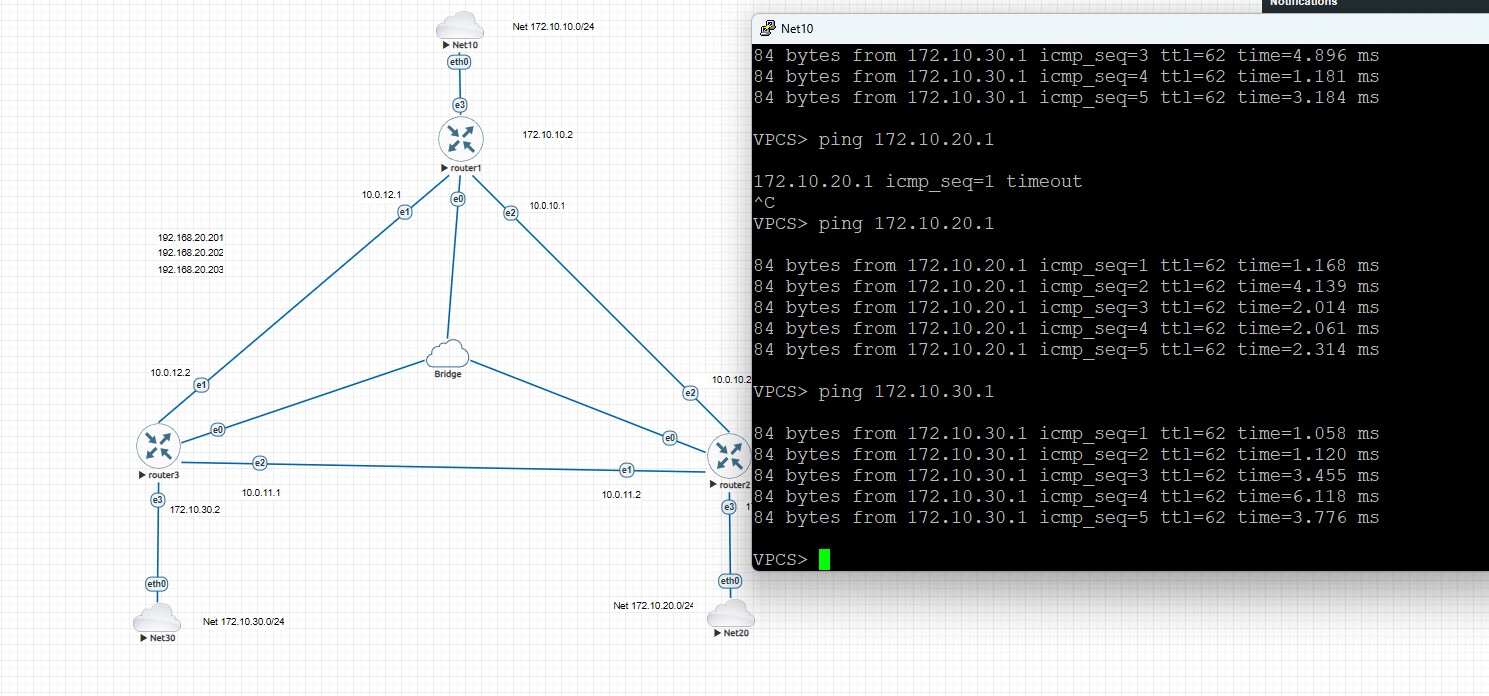 Notifications
Net 172.10.10.0/24
Net10
eth0
e3
172.10.10.2
router1
10.0.12.1
e1
e0
e2
10.0.10.1
192.168.20.201
192.168.20.202
192.168.20.203
Bridge
10.0.12.2
e1
e2
10.0.10.2
e0
e0
router3
e2
e1
router2
10.0.11.1
10.0.11.2
e3
172.10.30.2
e3
eth0
eth0
Net 172.10.20.0/24
Net 172.10.30.0/24
Net30
Net20
Net10
84 bytes from 172.10.30.1 icmp_seq=3 ttl=62 time=4.896 ms
84 bytes from 172.10.30.1 icmp_seq=4 ttl=62 time=1.181 ms
84 bytes from 172.10.30.1 icmp_seq=5 ttl=62 time=3.184 ms
VPCS> ping 172.10.20.1
172.10.20.1 icmp_seq=1 timeout
^C
VPCS> ping 172.10.20.1
84 bytes from 172.10.20.1 icmp_seq=1 ttl=62 time=1.168 ms
84 bytes from 172.10.20.1 icmp_seq=2 ttl=62 time=4.139 ms
84 bytes from 172.10.20.1 icmp_seq=3 ttl=62 time=2.014 ms
84 bytes from 172.10.20.1 icmp_seq=4 ttl=62 time=2.061 ms
84 bytes from 172.10.20.1 icmp_seq=5 ttl=62 time=2.314 ms
VPCS> ping 172.10.30.1
84 bytes from 172.10.30.1 icmp_seq=1 ttl=62 time=1.058 ms
84 bytes from 172.10.30.1 icmp_seq=2 ttl=62 time=1.120 ms
84 bytes from 172.10.30.1 icmp_seq=3 ttl=62 time=3.455 ms
84 bytes from 172.10.30.1 icmp_seq=4 ttl=62 time=6.118 ms
84 bytes from 172.10.30.1 icmp_seq=5 ttl=62 time=3.776 ms
VPCS>